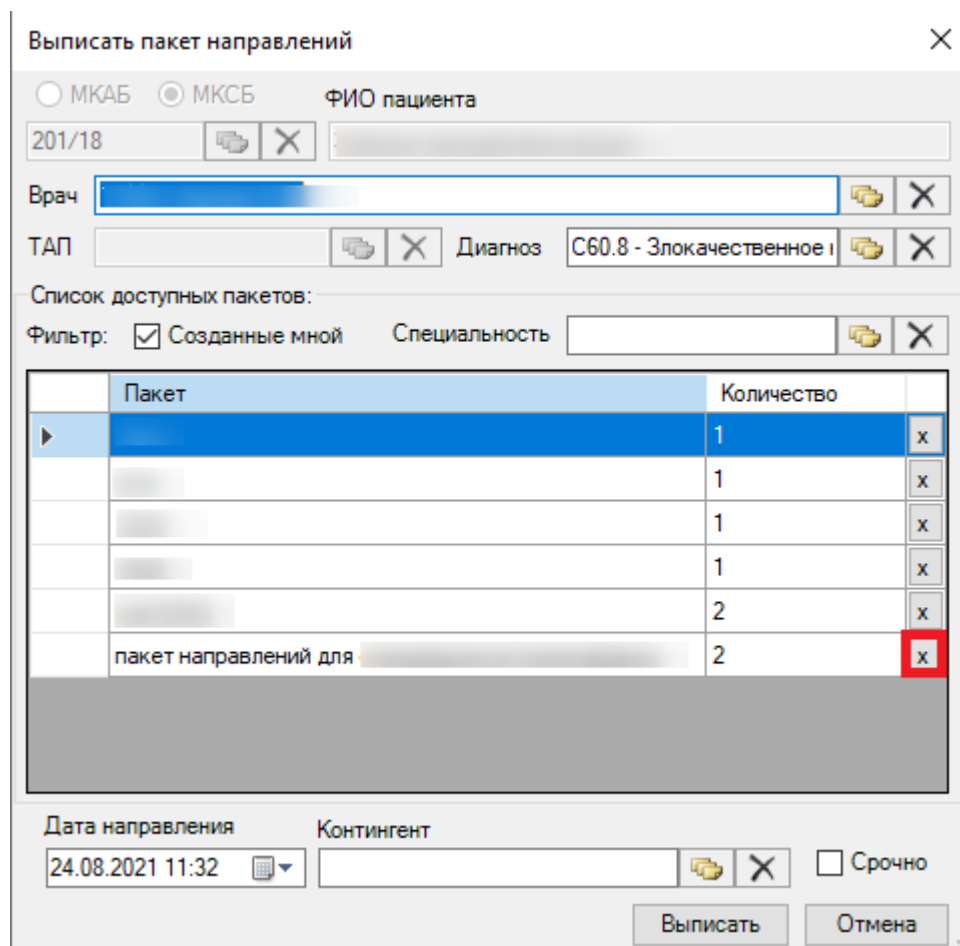 Выписать пакет направлений
МКАБ МКСБ ФИО пациента
201/18
Врач
ТАП Диагноз C60.8 - Злокачественное
Список доступных пакетов:
Фильтр: Созданные мной Специальность
Пакет Количество
1 x
1 x
1 x
1 x
2 x
пакет направлений для 2 x
Дата направления Контингент
24.08.2021 11:32 Срочно
Выписать Отмена